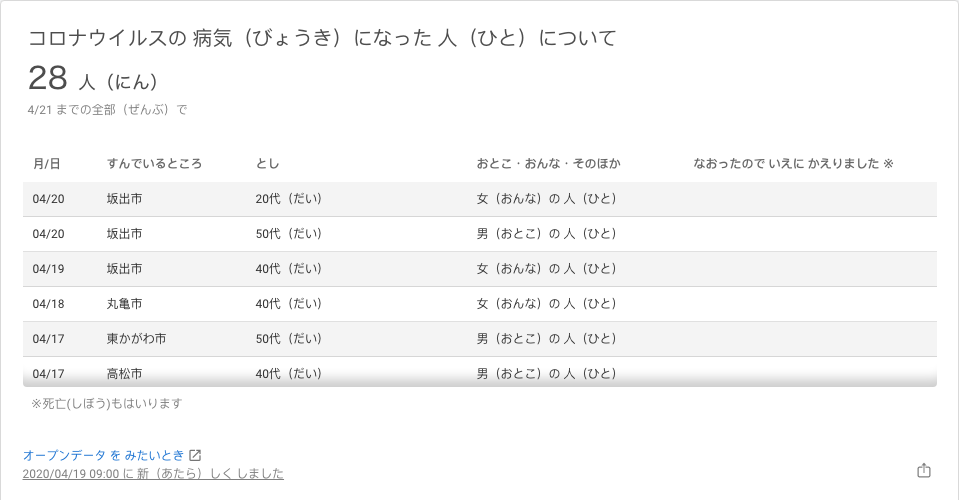 コロナウイルスの 病気（びょうき）になった 人（ひと）について
28 人（にん）
4/21 までの全部（ぜんぶ）で
月/日 すんでいるところ とし おとこ・おんな・そのほか なおったので いえに かえりました ※
04/20 坂出市 20代（だい） 女（おんな）の 人（ひと）
04/20 坂出市 50代（だい） 男（おとこ）の 人（ひと）
04/19 坂出市 40代（だい） 女（おんな）の 人（ひと）
04/18 丸亀市 40代（だい） 女（おんな）の 人（ひと）
04/17 東かがわ市 50代（だい） 男（おとこ）の 人（ひと）
04/17 高松市 40代（だい） 男（おとこ）の 人（ひと）
※死亡(しぼう)もはいります
オープンデータ を みたいとき
2020/04/19 09:00 に 新（あたら）しく しました